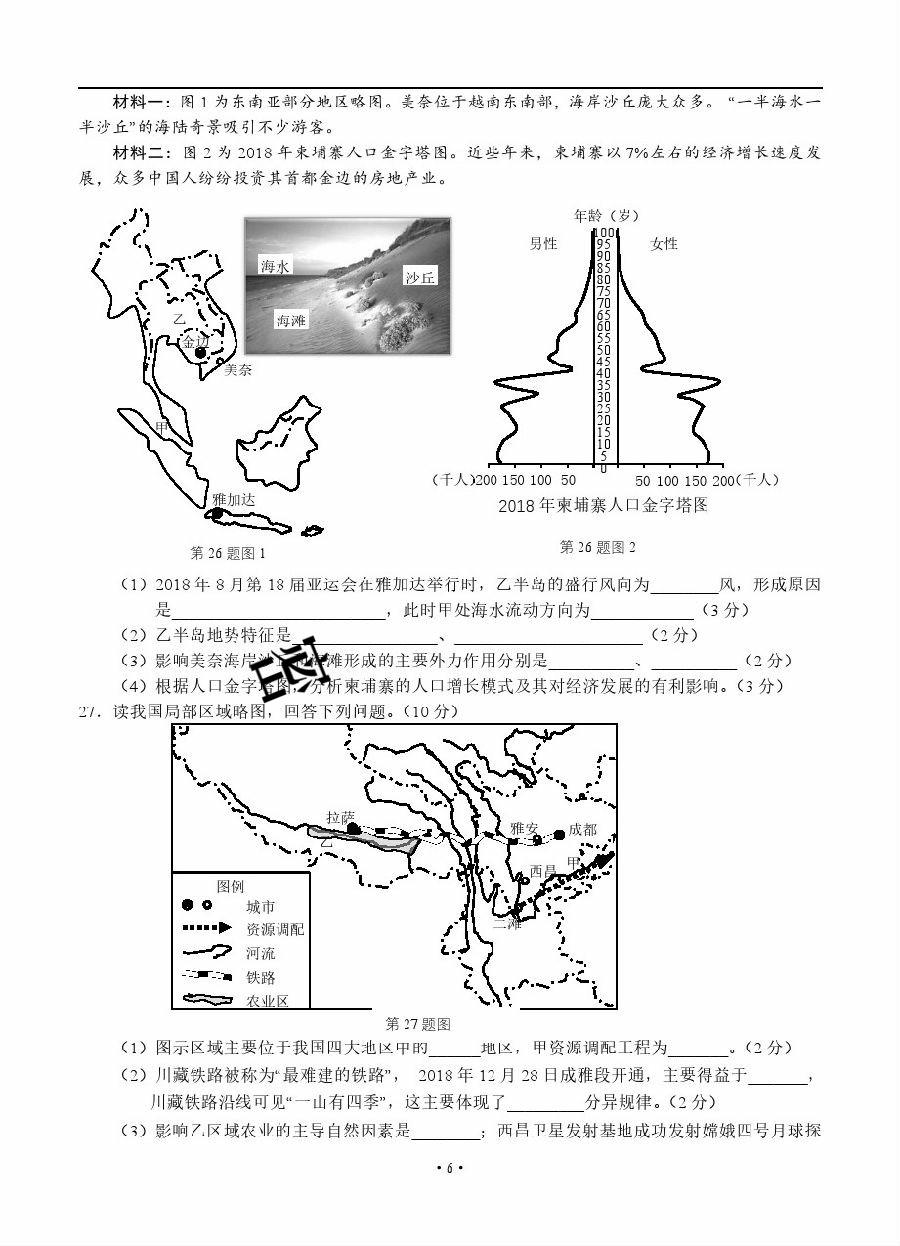 材料一：图 1 为东南亚部分地区略图。美奈位于越南东南部，海岸沙丘庞大众多。 “一半海水一
半沙丘”的海陆奇景吸引不少游客。
材料二：图 2 为 2018 年柬埔寨人口金字塔图。近些年来，柬埔寨以 7%左右的经济增长速度发
展，众多中国人纷纷投资其首都金边的房地产业。
乙
金边
美奈
甲
雅加达
海水
沙丘
海滩
第 26 题图 1
年龄（岁）
男性
女性
100
95
90
85
80
75
70
65
60
55
50
45
40
35
30
25
20
15
10
5
0
（千人）200 150 100 50
50 100 150 200（千人）
2018 年柬埔寨人口金字塔图
第 26 题图 2
（1）2018 年 8 月第 18 届亚运会在雅加达举行时，乙半岛的盛行风向为________风，形成原因
是________________________，此时甲处海水流动方向为____________（3 分）
（2）乙半岛地势特征是________________、______________________（2 分）
（3）影响美奈海岸沙丘和海滩形成的主要外力作用分别是__________、__________（2 分）
（4）根据人口金字塔图，分析柬埔寨的人口增长模式及其对经济发展的有利影响。（3 分）
27．读我国局部区域略图，回答下列问题。（10 分）
拉萨
乙
雅安
成都
西昌
甲
二滩
图例
城市
资源调配
河流
铁路
农业区
第 27 题图
（1）图示区域主要位于我国四大地区中的______地区，甲资源调配工程为_______。（2 分）
（2）川藏铁路被称为“最难建的铁路”， 2018 年 12 月 28 日成雅段开通，主要得益于_______，
川藏铁路沿线可见“一山有四季”，这主要体现了_________分异规律。（2 分）
（3）影响乙区域农业的主导自然因素是________；西昌卫星发射基地成功发射嫦娥四号月球探
·6·